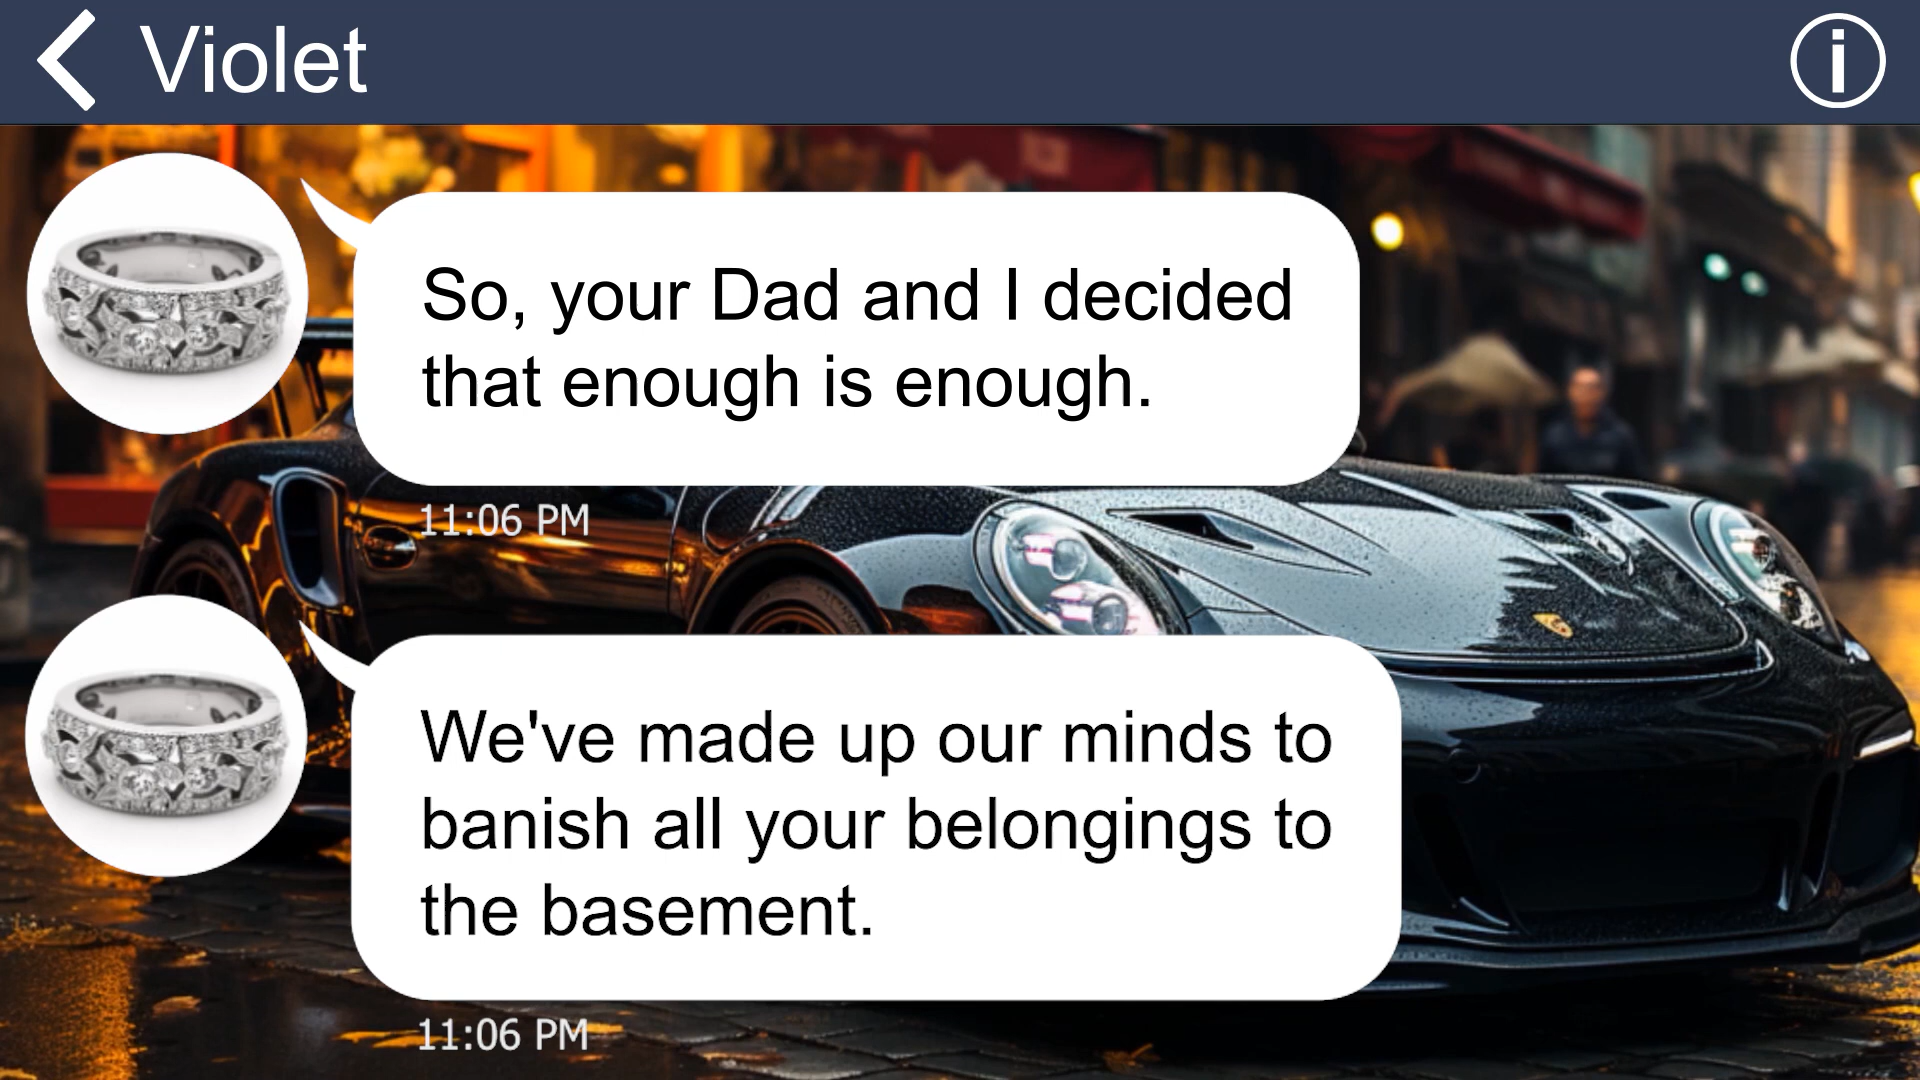 Violet
So, your Dad and I decided
that enough is enough.
11:06 PM
We've made up our minds to
banish all your belongings to
the basement.
11:06 PM